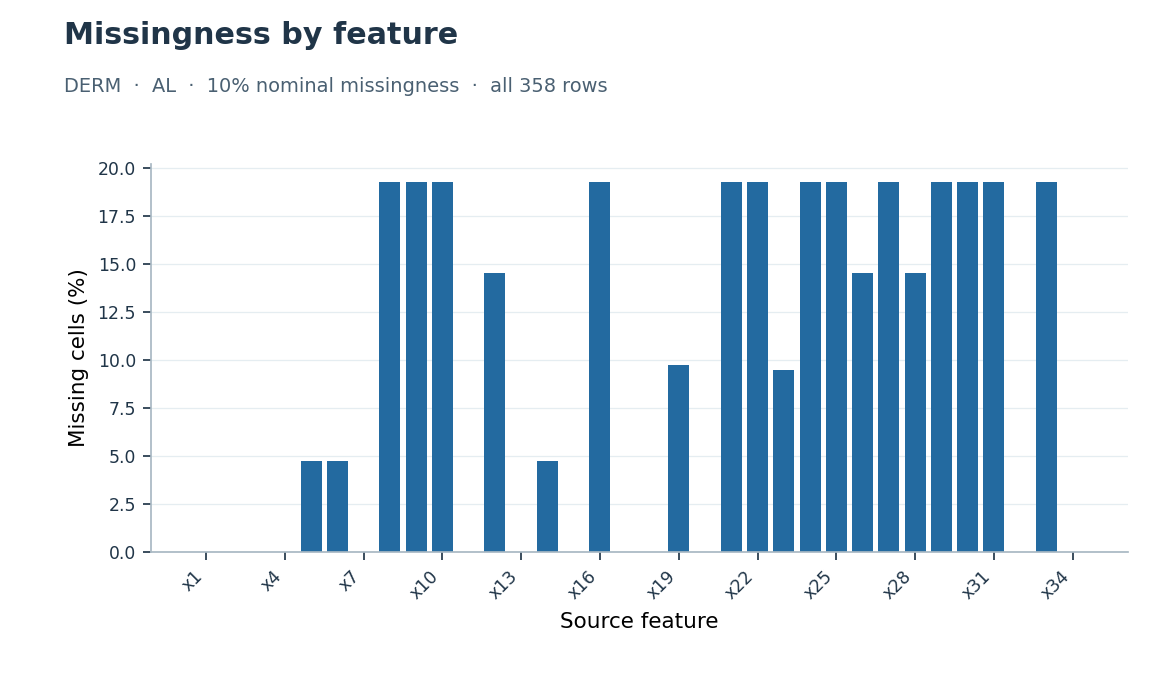 Missingness by feature
DERM · AL · 10% nominal missingness · all 358 rows
20.0
17.5
15.0
12.5
10.0
7.5
5.0
2.5
0.0
Missing cells (%)
x1 x4 x7 x10 x13 x16 x19 x22 x25 x28 x31 x34
Source feature